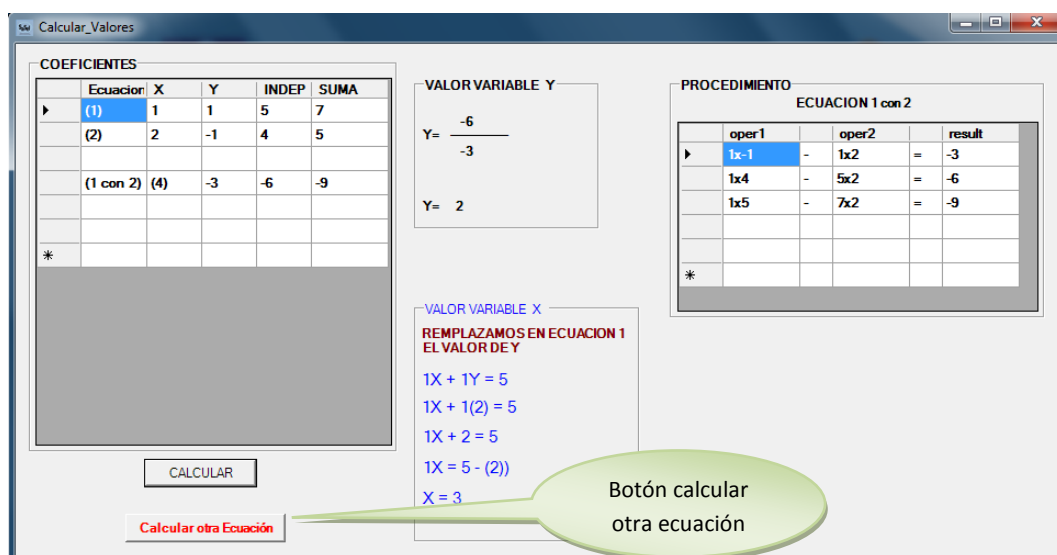 Calcular_Valores
COEFICIENTES
Ecuacion X Y INDEP SUMA
(1) 1 1 5 7
(2) 2 -1 4 5
(1 con 2) (4) -3 -6 -9
CALCULAR
Calcular otra Ecuación
VALOR VARIABLE Y
-6
Y=
-3
Y= 2
VALOR VARIABLE X
REMPLAZAMOS EN ECUACION 1
EL VALOR DE Y
1X + 1Y = 5
1X + 1(2) = 5
1X + 2 = 5
1X = 5 - (2))
X = 3
PROCEDIMIENTO
ECUACION 1 con 2
oper1 oper2 result
1x-1 - 1x2 = -3
1x4 - 5x2 = -6
1x5 - 7x2 = -9
Botón calcular
otra ecuación